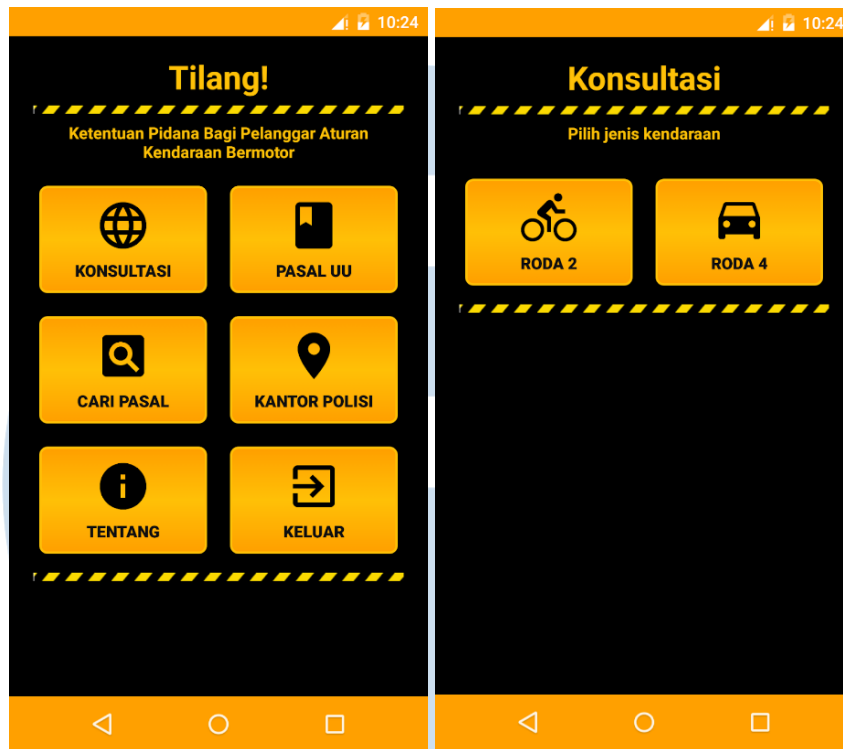 10:24
Tilang!
Ketentuan Pidana Bagi Pelanggar Aturan
Kendaraan Bermotor
KONSULTASI
PASAL UU
CARI PASAL
KANTOR POLISI
TENTANG
KELUAR
10:24
Konsultasi
Pilih jenis kendaraan
RODA 2
RODA 4